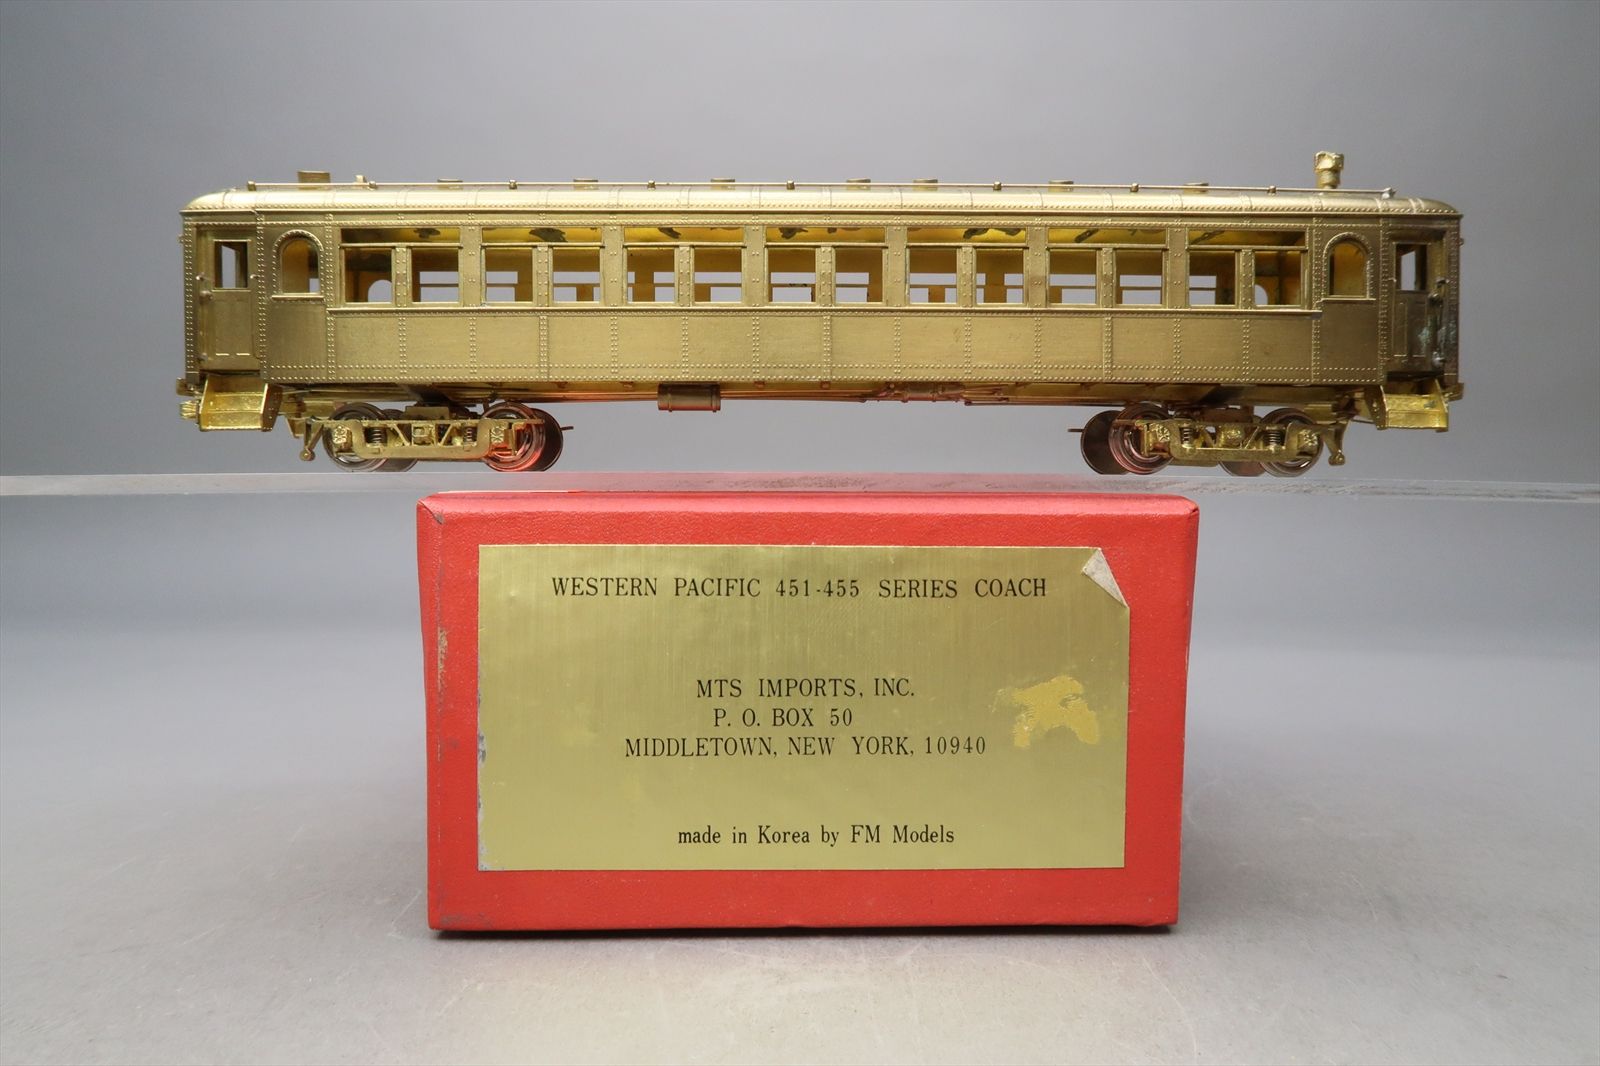 WESTERN PACIFIC 451-455 SERIES COACH
MTS IMPORTS, INC.
P. O. BOX 50
MIDDLETOWN, NEW YORK, 10940
made in Korea by FM Models